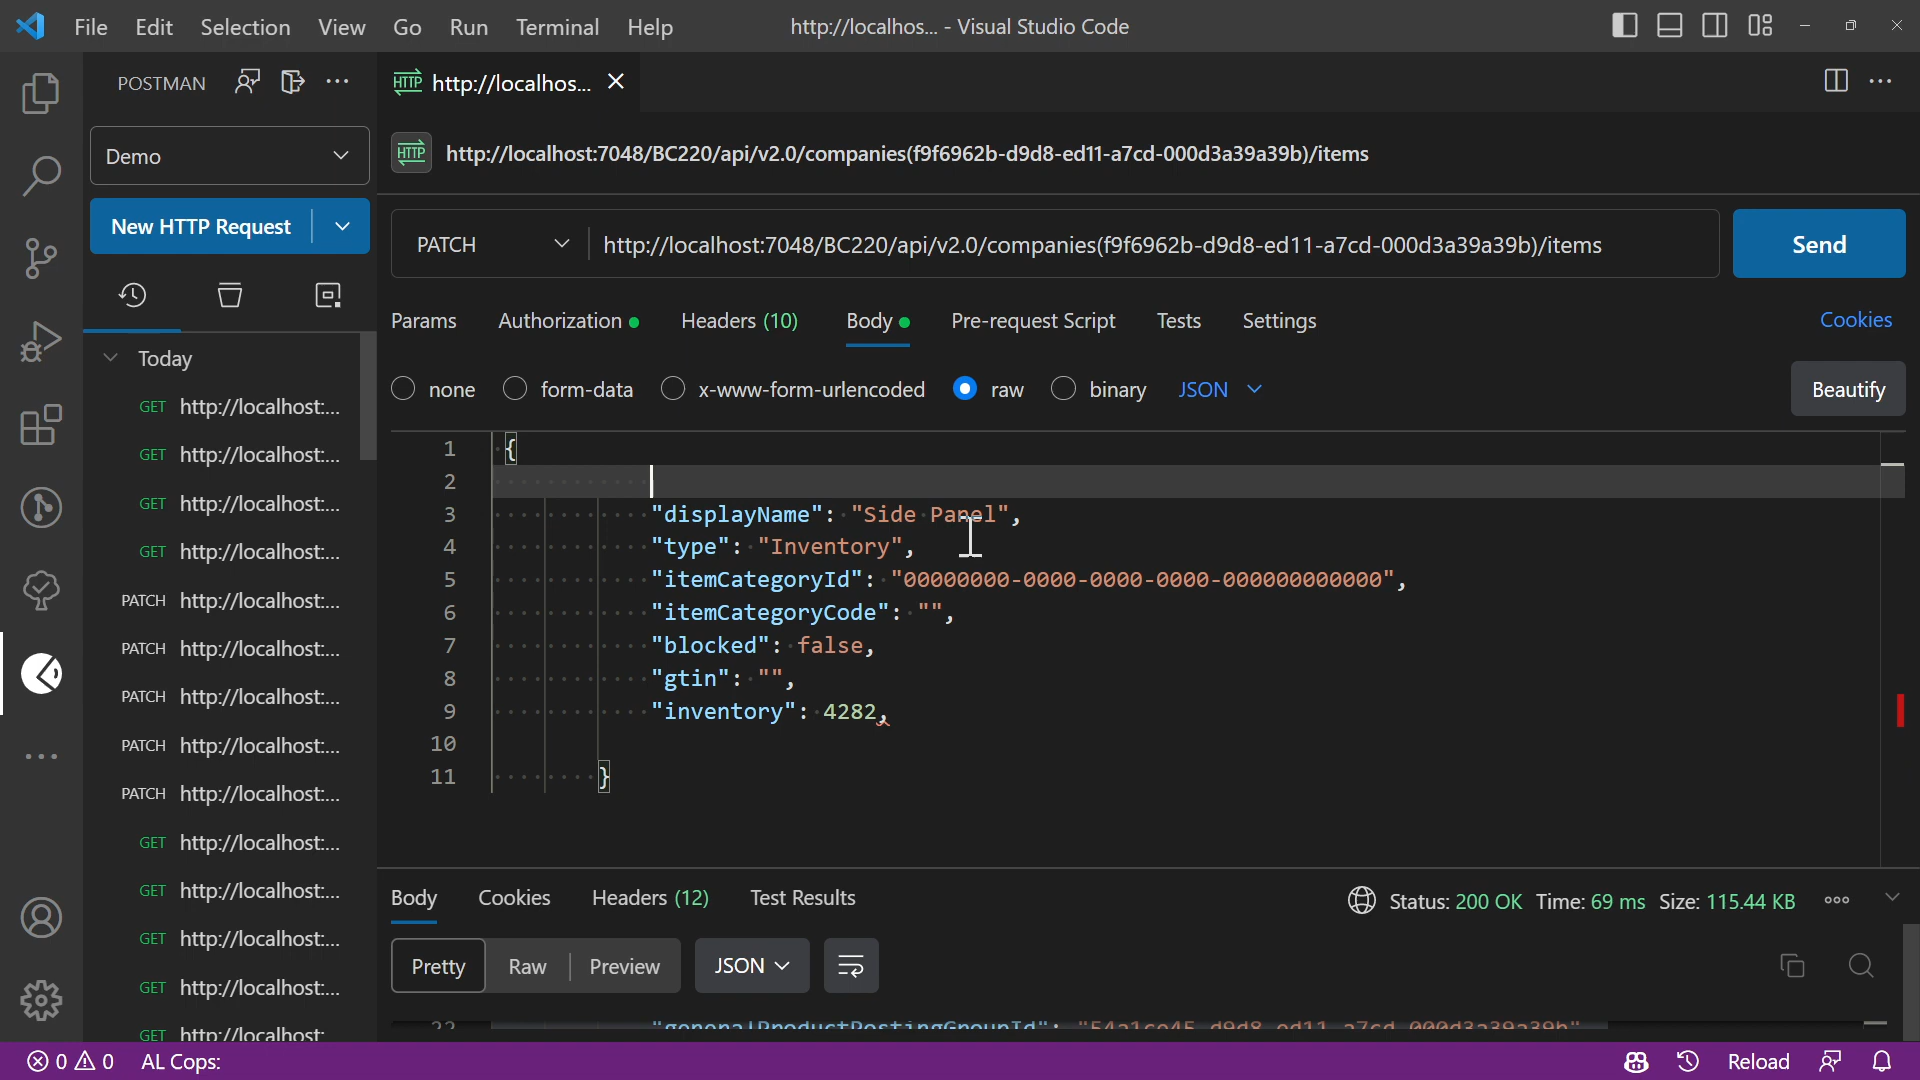 File Edit Selection View Go Run Terminal Help http://localhos... - Visual Studio Code
POSTMAN
HTTP http://localhos...
Demo
HTTP http://localhost:7048/BC220/api/v2.0/companies(f9f6962b-d9d8-ed11-a7cd-000d3a39a39b)/items
New HTTP Request
PATCH http://localhost:7048/BC220/api/v2.0/companies(f9f6962b-d9d8-ed11-a7cd-000d3a39a39b)/items Send
Params Authorization Headers (10) Body Pre-request Script Tests Settings Cookies
none form-data x-www-form-urlencoded raw binary JSON Beautify
Today
GET http://localhost:...
GET http://localhost:...
GET http://localhost:...
GET http://localhost:...
PATCH http://localhost:...
PATCH http://localhost:...
PATCH http://localhost:...
PATCH http://localhost:...
PATCH http://localhost:...
GET http://localhost:...
GET http://localhost:...
GET http://localhost:...
GET http://localhost:...
GET http://localhost:
1 {
2
3 "displayName": "Side Panel",
4 "type": "Inventory",
5 "itemCategoryId": "00000000-0000-0000-0000-000000000000",
6 "itemCategoryCode": "",
7 "blocked": false,
8 "gtin": "",
9 "inventory": 4282,
10
11 }
Body Cookies Headers (12) Test Results Status: 200 OK Time: 69 ms Size: 115.44 KB
Pretty Raw Preview JSON
"generalProductPostingGroupId":
0 0 AL Cops: Reload